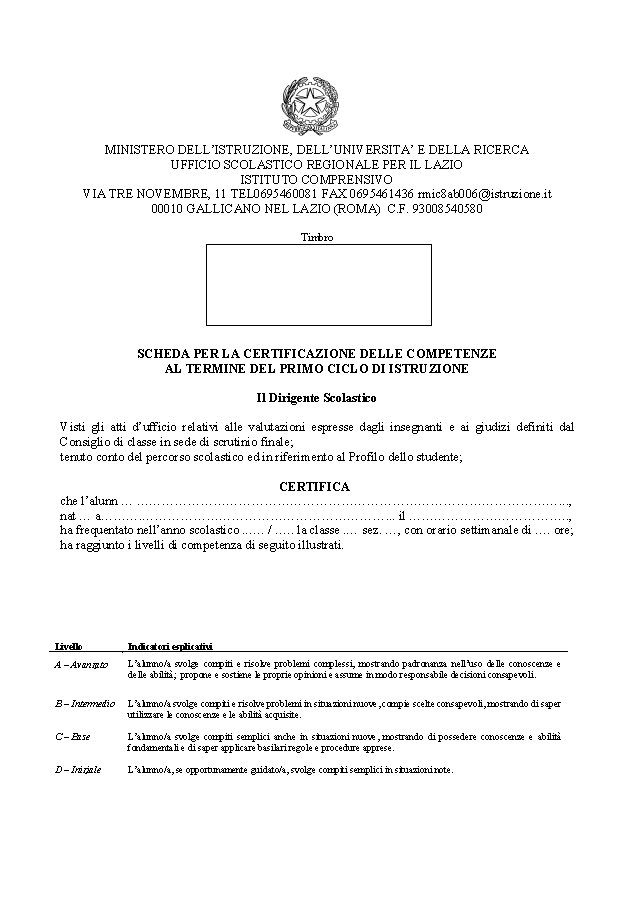 MINISTERO DELL’ISTRUZIONE, DELL’UNIVERSITA’ E DELLA RICERCA
UFFICIO SCOLASTICO REGIONALE PER IL LAZIO
ISTITUTO COMPRENSIVO
VIA TRE NOVEMBRE, 11 TEL0695460081 FAX 0695461436 rmic8ab006@istruzione.it
00010 GALLICANO NEL LAZIO (ROMA) C.F. 93008540580
Timbro
SCHEDA PER LA CERTIFICAZIONE DELLE COMPETENZE
AL TERMINE DEL PRIMO CICLO DI ISTRUZIONE
Il Dirigente Scolastico
Visti gli atti d’ufficio relativi alle valutazioni espresse dagli insegnanti e ai giudizi definiti dal
Consiglio di classe in sede di scrutinio finale;
tenuto conto del percorso scolastico ed in riferimento al Profilo dello studente;
CERTIFICA
che l’alunn … ………………………………………………………………………………………...,
nat … a…………………………………………………………….. il ………………………………,
ha frequentato nell’anno scolastico ..…. / ….. la classe .… sez. …, con orario settimanale di …. ore;
ha raggiunto i livelli di competenza di seguito illustrati.
Livello Indicatori esplicativi
A – Avanzato L’alunno/a svolge compiti e risolve problemi complessi, mostrando padronanza nell’uso delle conoscenze e
delle abilità; propone e sostiene le proprie opinioni e assume in modo responsabile decisioni consapevoli.
B – Intermedio L’alunno/a svolge compiti e risolve problemi in situazioni nuove, compie scelte consapevoli, mostrando di saper
utilizzare le conoscenze e le abilità acquisite.
C – Base L’alunno/a svolge compiti semplici anche in situazioni nuove, mostrando di possedere conoscenze e abilità
fondamentali e di saper applicare basilari regole e procedure apprese.
D – Iniziale L’alunno/a, se opportunamente guidato/a, svolge compiti semplici in situazioni note.